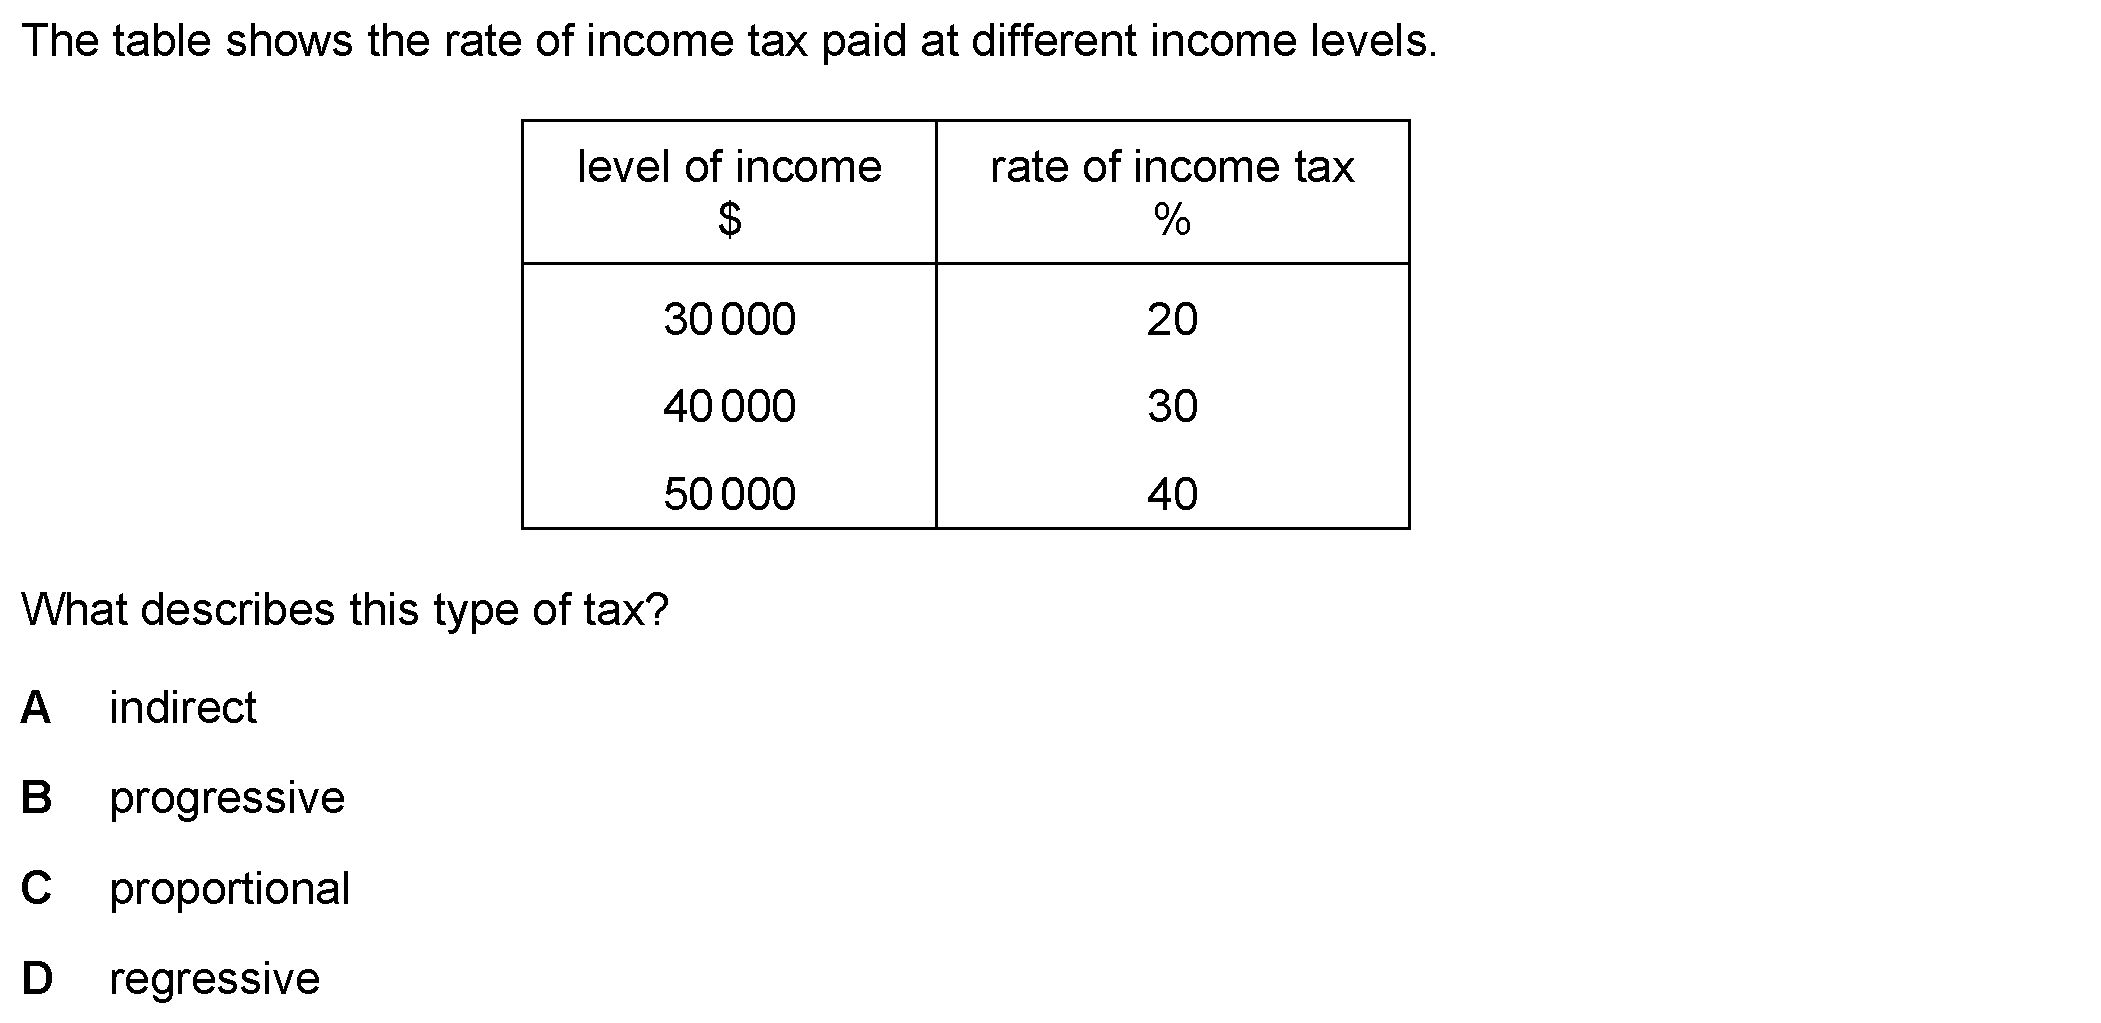 The table shows the rate of income tax paid at different income levels.
level of income rate of income tax
$ %
30 000 20
40 000 30
50 000 40
What describes this type of tax?
A indirect
B progressive
C proportional
D regressive